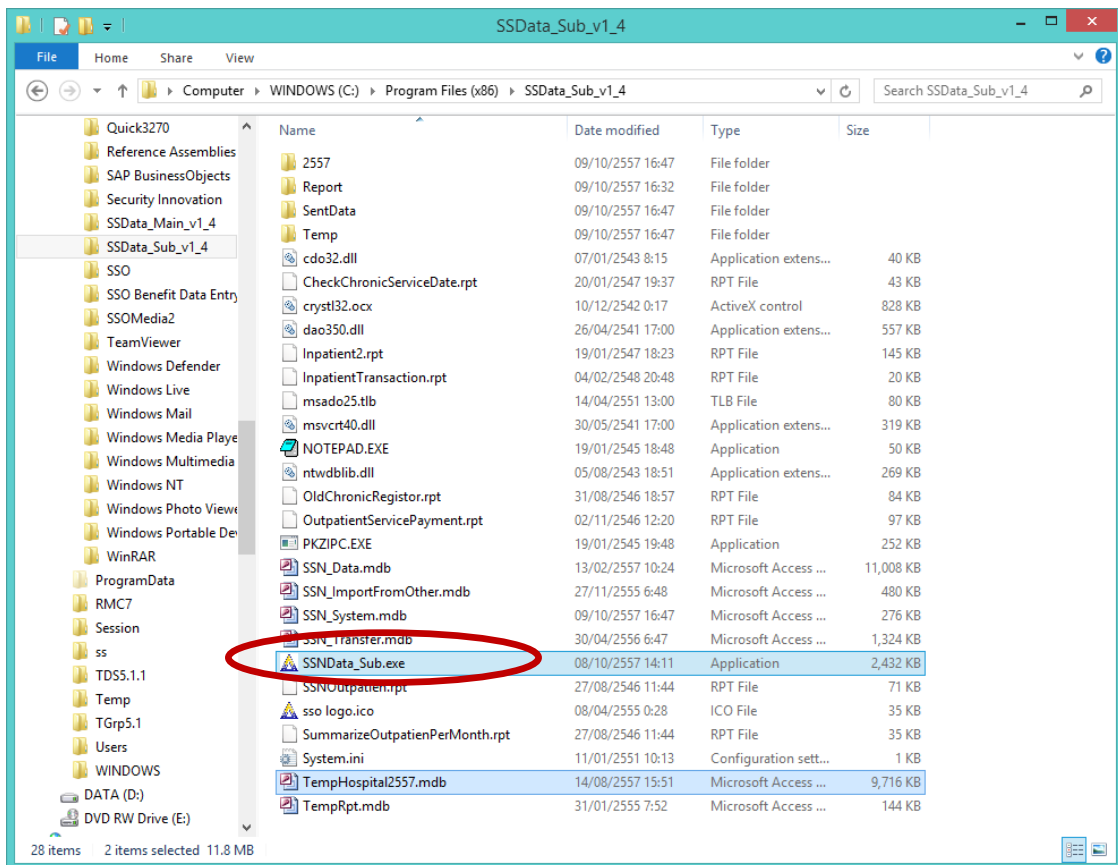 SSData_Sub_v1_4
File Home Share View
Computer WINDOWS (C:) Program Files (x86) SSData_Sub_v1_4 Search SSData_Sub_v1_4
Quick3270
Reference Assemblies
SAP BusinessObjects
Security Innovation
SSData_Main_v1_4
SSData_Sub_v1_4
SSO
SSO Benefit Data Entry
SSOMedia2
TeamViewer
Windows Defender
Windows Live
Windows Mail
Windows Media Playe
Windows Multimedia
Windows NT
Windows Photo Viewe
Windows Portable Dev
WinRAR
ProgramData
RMC7
Session
ss
TDS5.1.1
Temp
TGrp5.1
Users
WINDOWS
DATA (D:)
DVD RW Drive (E:)
Name Date modified Type Size
2557 09/10/2557 16:47 File folder
Report 09/10/2557 16:32 File folder
SentData 09/10/2557 16:47 File folder
Temp 09/10/2557 16:47 File folder
cdo32.dll 07/01/2543 8:15 Application extens... 40 KB
CheckChronicServiceDate.rpt 20/01/2547 19:37 RPT File 43 KB
crystl32.ocx 10/12/2542 0:17 ActiveX control 828 KB
dao350.dll 26/04/2541 17:00 Application extens... 557 KB
Inpatient2.rpt 19/01/2547 18:23 RPT File 145 KB
InpatientTransaction.rpt 04/02/2548 20:48 RPT File 20 KB
msado25.tlb 14/04/2551 13:00 TLB File 80 KB
msvcrt40.dll 30/05/2541 17:00 Application extens... 319 KB
NOTEPAD.EXE 19/01/2545 18:48 Application 50 KB
ntwdblib.dll 05/08/2543 18:51 Application extens... 269 KB
OldChronicRegistor.rpt 31/08/2546 18:57 RPT File 84 KB
OutpatientServicePayment.rpt 02/11/2546 12:20 RPT File 97 KB
PKZIPC.EXE 19/01/2545 19:48 Application 252 KB
SSN_Data.mdb 13/02/2557 10:24 Microsoft Access ... 11,008 KB
SSN_ImportFromOther.mdb 27/11/2555 6:48 Microsoft Access ... 480 KB
SSN_System.mdb 09/10/2557 16:47 Microsoft Access ... 276 KB
SSN_Transfer.mdb 30/04/2556 6:47 Microsoft Access ... 1,324 KB
SSNData_Sub.exe 08/10/2557 14:11 Application 2,432 KB
SSNOutpatien.rpt 27/08/2546 11:44 RPT File 71 KB
sso logo.ico 08/04/2555 0:28 ICO File 35 KB
SummarizeOutpatienPerMonth.rpt 27/08/2546 11:44 RPT File 35 KB
System.ini 11/01/2551 10:13 Configuration sett... 1 KB
TempHospital2557.mdb 14/08/2557 15:51 Microsoft Access ... 9,716 KB
TempRpt.mdb 31/01/2555 7:52 Microsoft Access ... 144 KB
28 items 2 items selected 11.8 MB